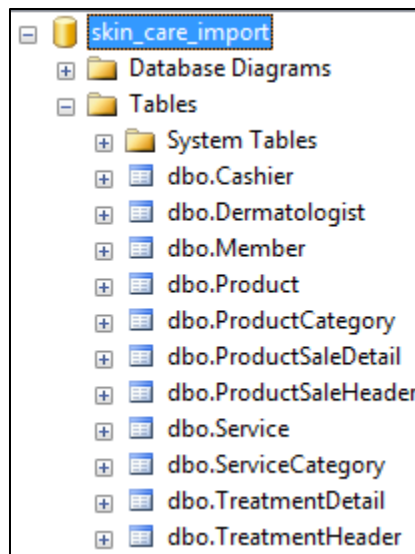 skin_care_import
Database Diagrams
Tables
System Tables
dbo.Cashier
dbo.Dermatologist
dbo.Member
dbo.Product
dbo.ProductCategory
dbo.ProductSaleDetail
dbo.ProductSaleHeader
dbo.Service
dbo.ServiceCategory
dbo.TreatmentDetail
dbo.TreatmentHeader